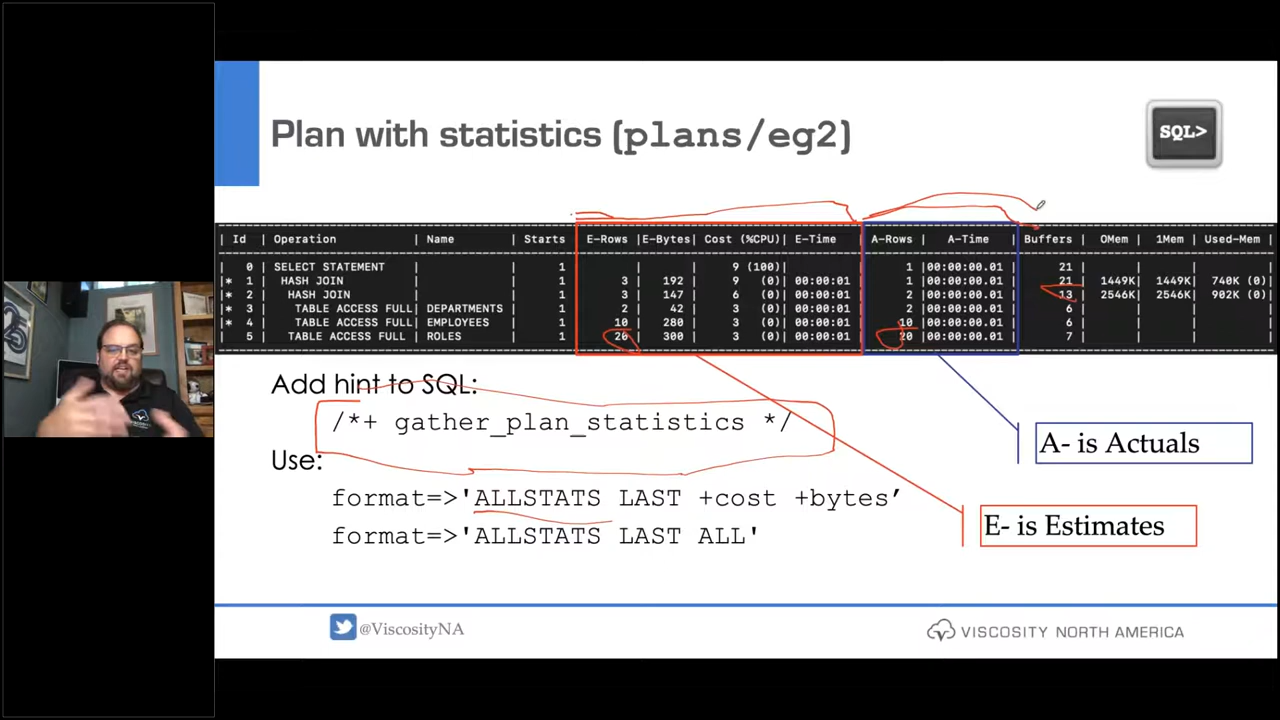 Plan with statistics (plans/eg2)
SQL>
| Id | Operation | Name | Starts | E-Rows |E-Bytes| Cost (%CPU)| E-Time | A-Rows | A-Time | Buffers | OMem | 1Mem | Used-Mem |
| 0 | SELECT STATEMENT | | 1 | | | 9 (100)| | 1 |00:00:00.01 | 21 | | | |
|* 1 | HASH JOIN | | 1 | 3 | 192 | 9 (0)| 00:00:01 | 1 |00:00:00.01 | 21 | 1449K | 1449K | 740K (0)|
|* 2 | HASH JOIN | | 1 | 3 | 147 | 6 (0)| 00:00:01 | 2 |00:00:00.01 | 13 | 2546K | 2546K | 902K (0)|
|* 3 | TABLE ACCESS FULL| DEPARTMENTS | 1 | 2 | 42 | 3 (0)| 00:00:01 | 2 |00:00:00.01 | 6 | | | |
|* 4 | TABLE ACCESS FULL| EMPLOYEES | 1 | 10 | 280 | 3 (0)| 00:00:01 | 10 |00:00:00.01 | 6 | | | |
| 5 | TABLE ACCESS FULL | ROLES | 1 | 20 | 300 | 3 (0)| 00:00:01 | 20 |00:00:00.01 | 7 | | | |
Add hint to SQL:
/*+ gather_plan_statistics */
Use:
format=>'ALLSTATS LAST +cost +bytes’
format=>'ALLSTATS LAST ALL'
A- is Actuals
E- is Estimates
@ViscosityNA
VISCOSITY NORTH AMERICA